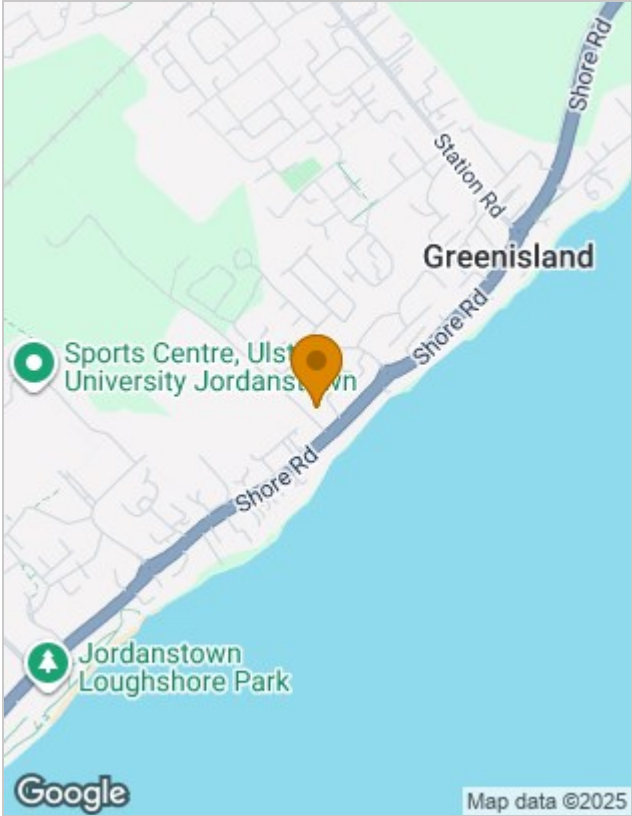 Shore Rd
Station Rd
Greenisland
Shore Rd
Sports Centre, Ulst
University Jordanstown
Shore Rd
Jordanstown
Loughshore Park
Google
Map data ©2025